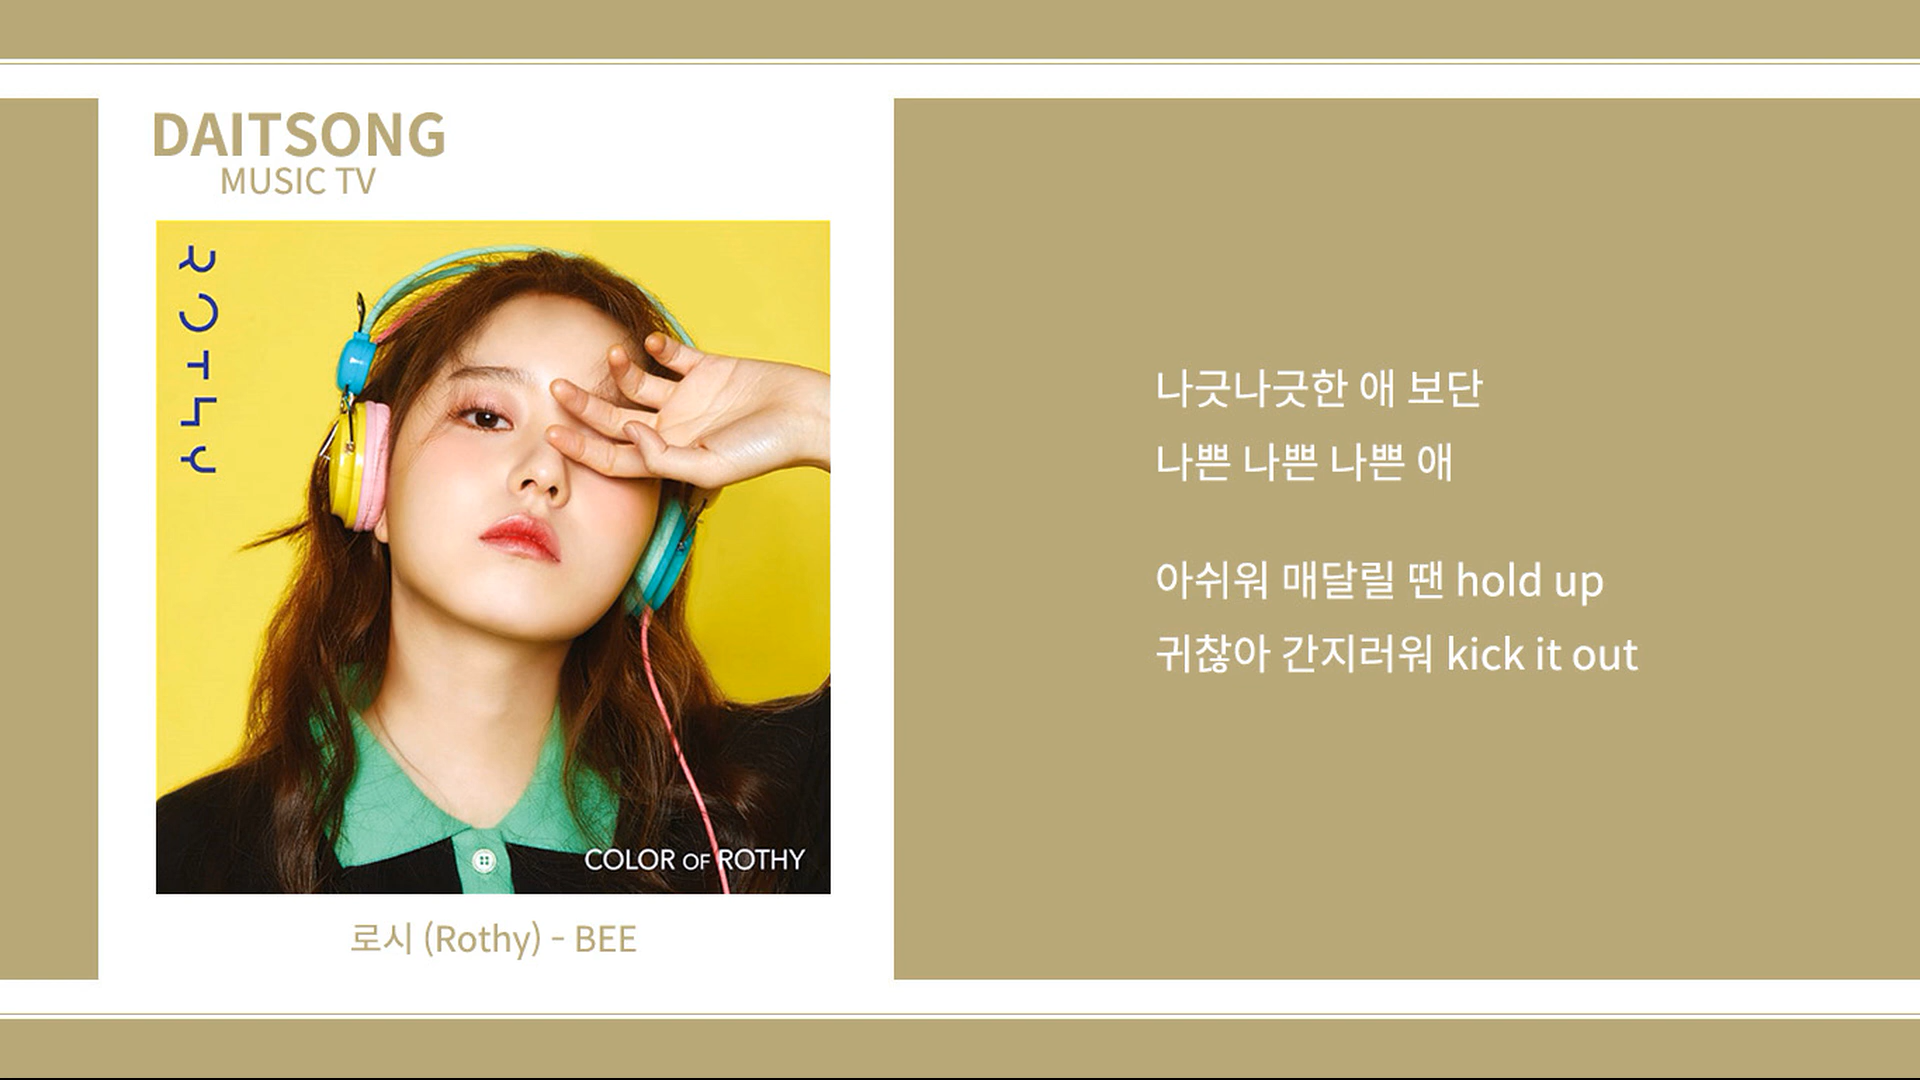 DAITSONG
MUSIC TV
ROTHY
COLOR OF ROTHY
로시 (Rothy) - BEE
나긋나긋한 애 보단
나쁜 나쁜 나쁜 애
아쉬워 매달릴 땐 hold up
귀찮아 간지러워 kick it out